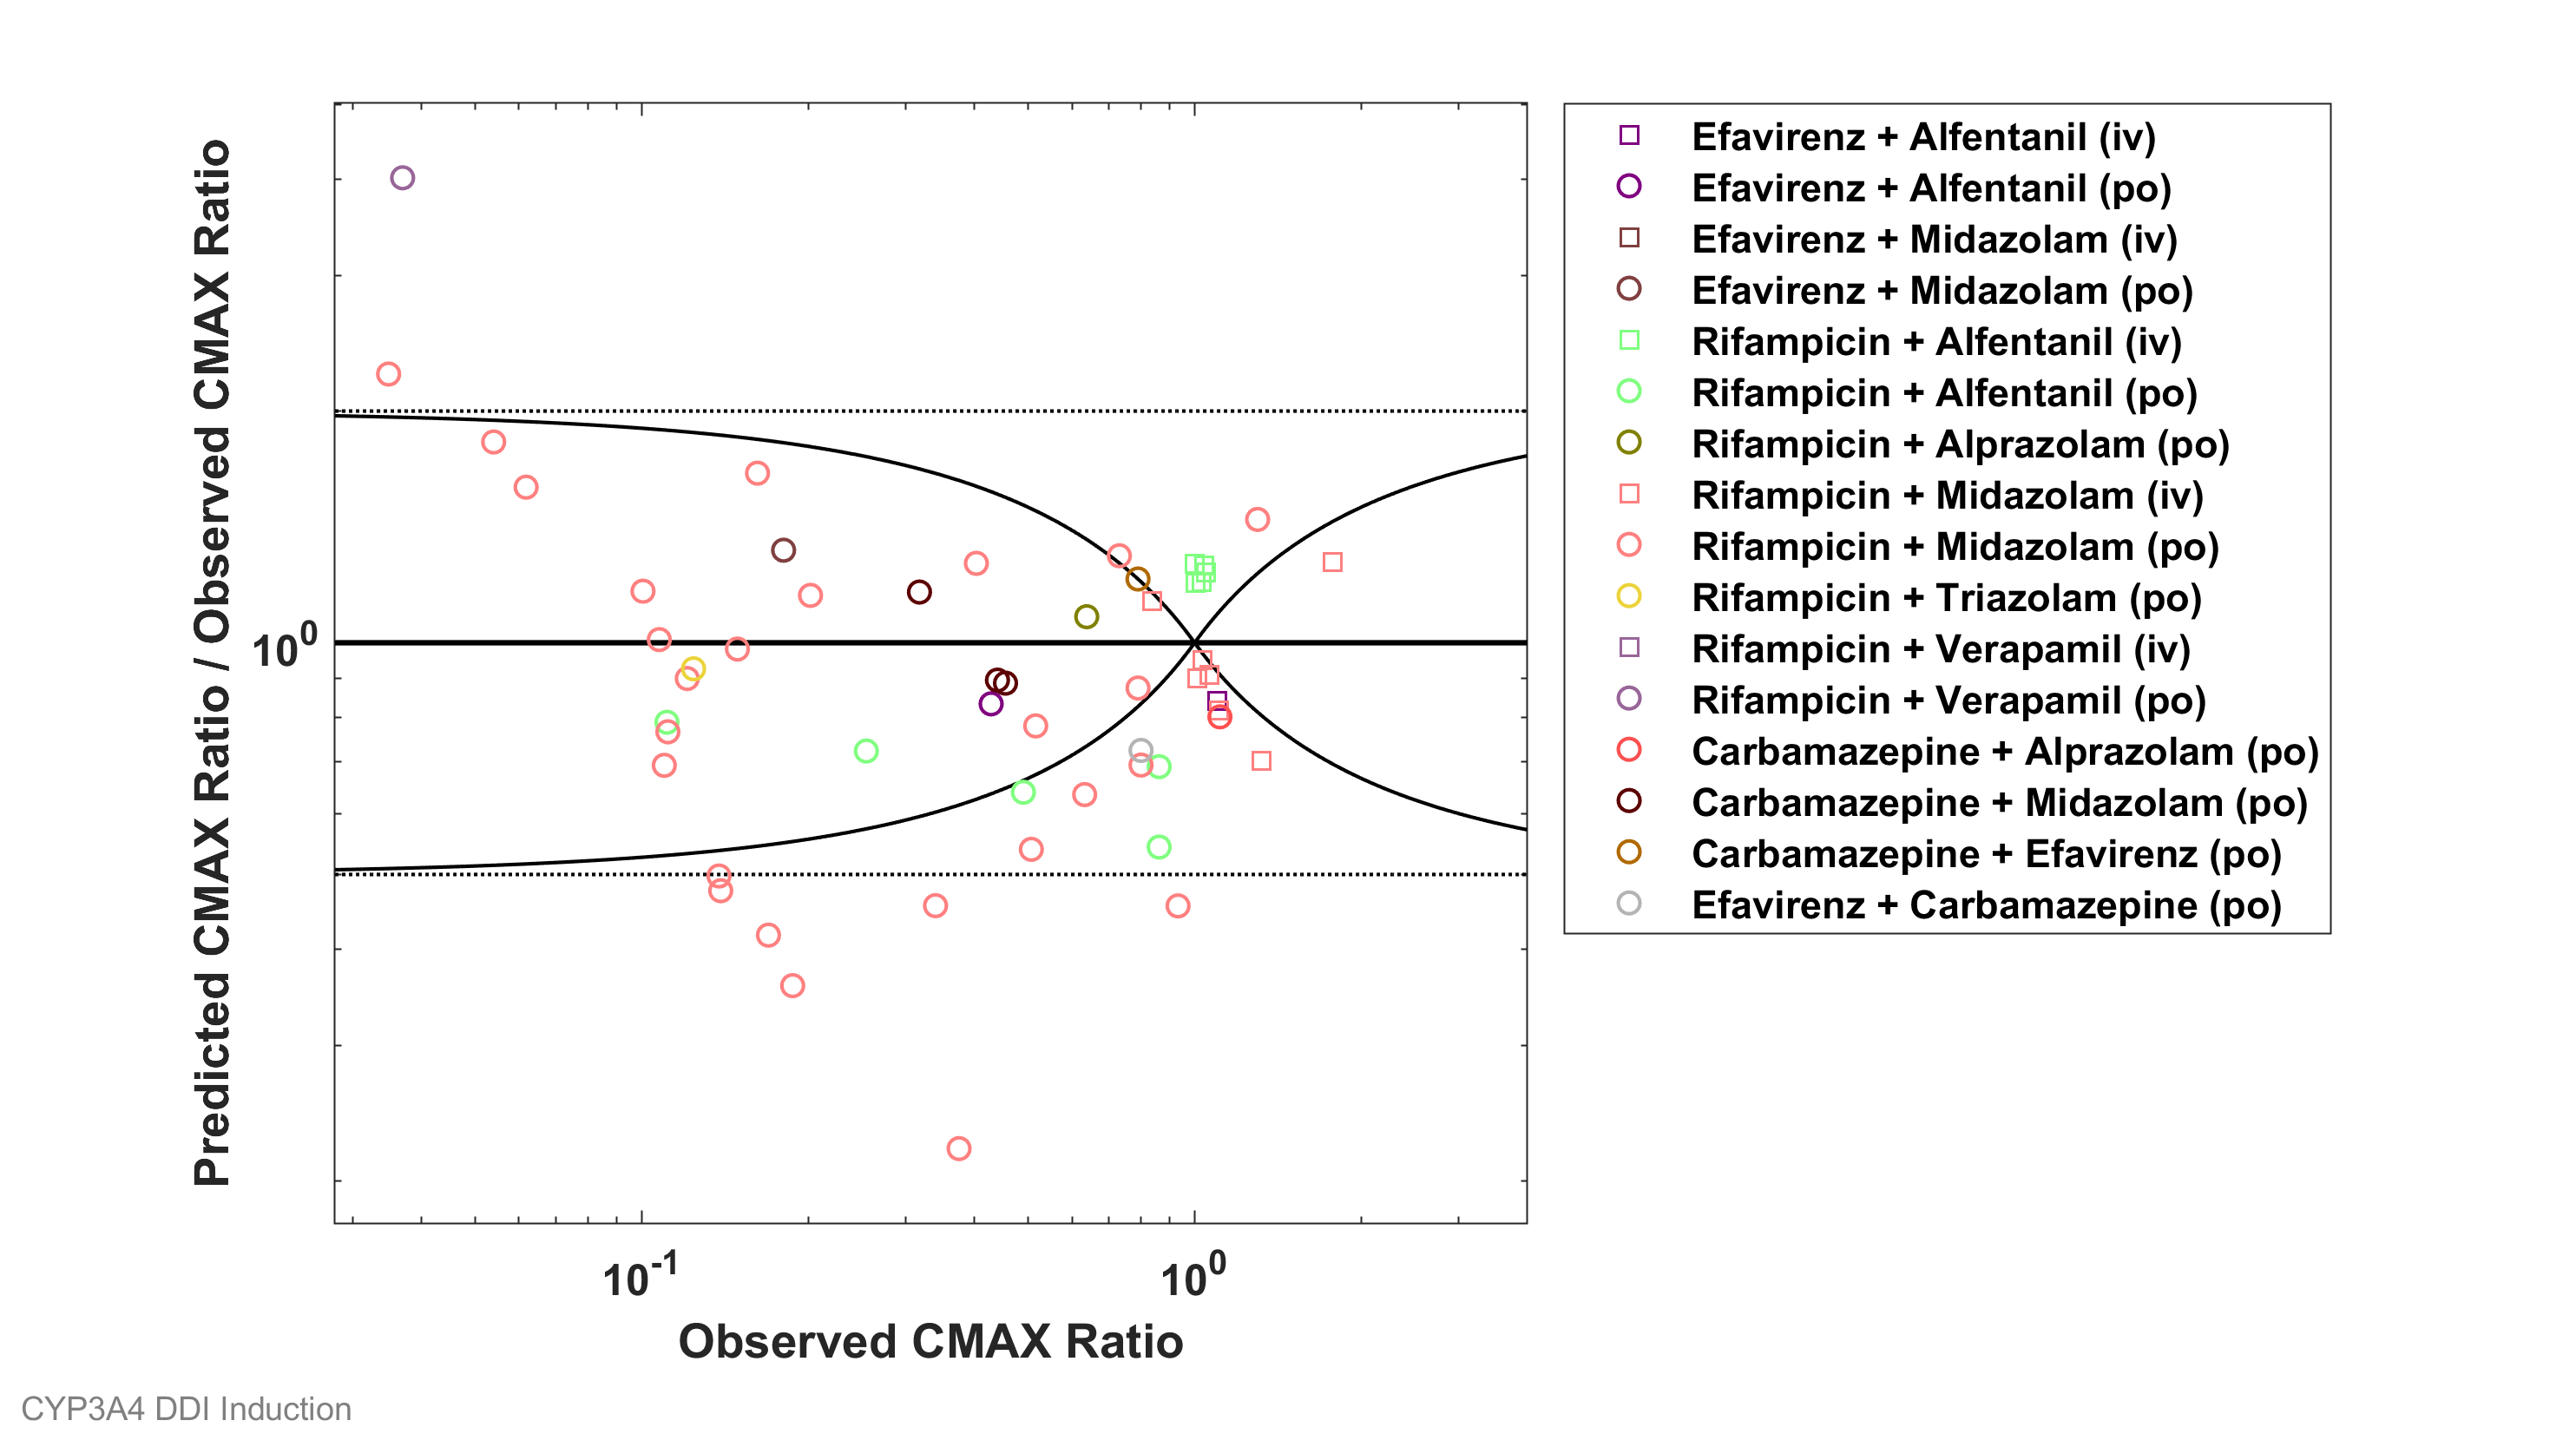 Predicted CMAX Ratio / Observed CMAX Ratio
10^0
10^-1
10^0
Observed CMAX Ratio
Efavirenz + Alfentanil (iv)
Efavirenz + Alfentanil (po)
Efavirenz + Midazolam (iv)
Efavirenz + Midazolam (po)
Rifampicin + Alfentanil (iv)
Rifampicin + Alfentanil (po)
Rifampicin + Alprazolam (po)
Rifampicin + Midazolam (iv)
Rifampicin + Midazolam (po)
Rifampicin + Triazolam (po)
Rifampicin + Verapamil (iv)
Rifampicin + Verapamil (po)
Carbamazepine + Alprazolam (po)
Carbamazepine + Midazolam (po)
Carbamazepine + Efavirenz (po)
Efavirenz + Carbamazepine (po)
CYP3A4 DDI Induction